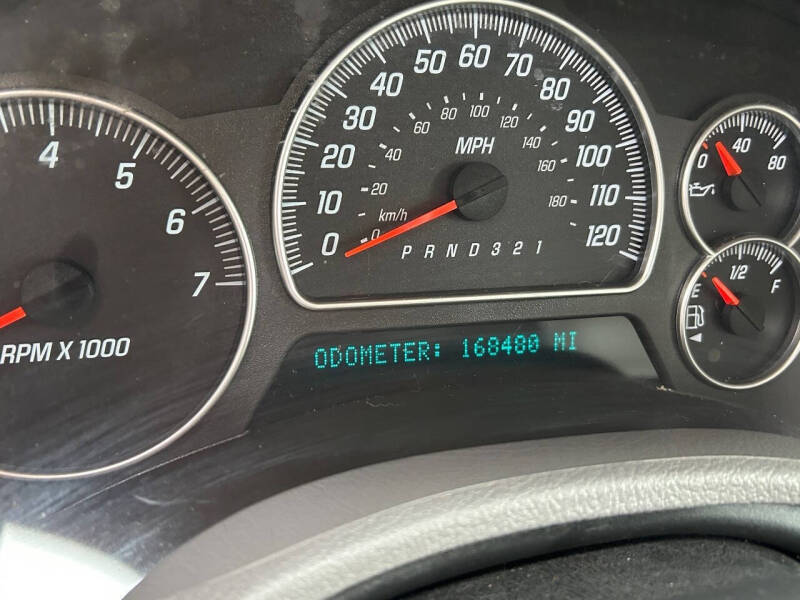 4 5 6 7
RPM X 1000
0 10 20 30 40 50 60 70 80 90 100 110 120
MPH
0 20 40 60 80 100 120 140 160 180
km/h
P R N D 3 2 1
ODOMETER: 168480 MI
0 40 80
E 1/2 F